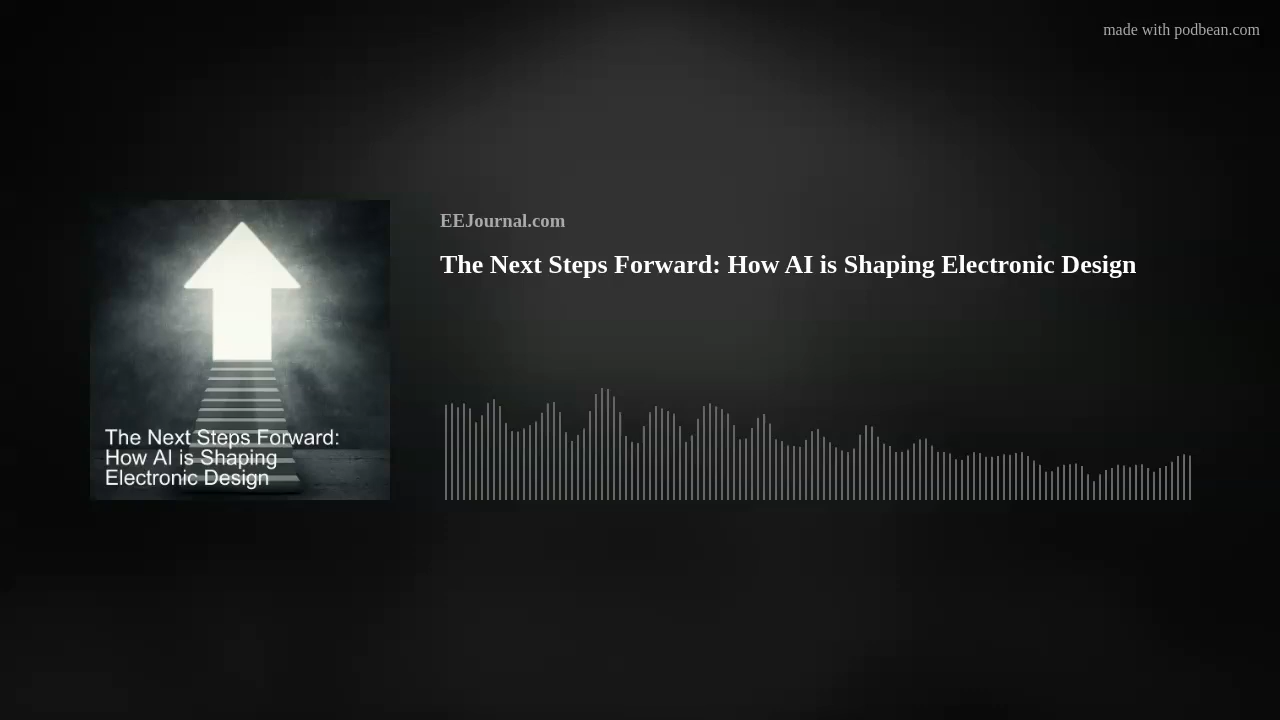 made with podbean.com
EEJournal.com
The Next Steps Forward: How AI is Shaping Electronic Design
The Next Steps Forward:
How AI is Shaping
Electronic Design